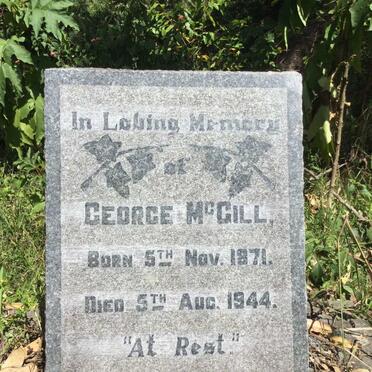 In Loving Memory
of
GEORGE McGILL.
BORN 5TH NOV. 1871.
DIED 5TH AUG. 1944.
"At Rest."